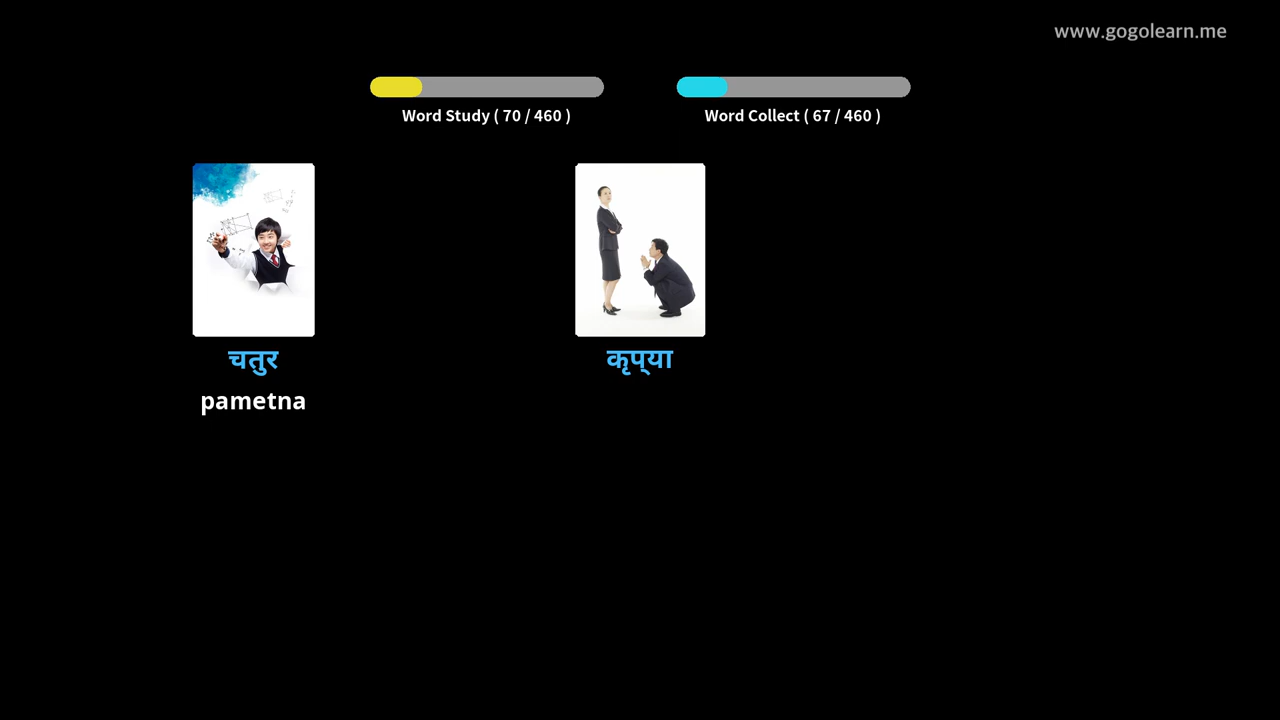 www.gogolearn.me
Word Study ( 70 / 460 )
Word Collect ( 67 / 460 )
चतुर
कृप्या
pametna